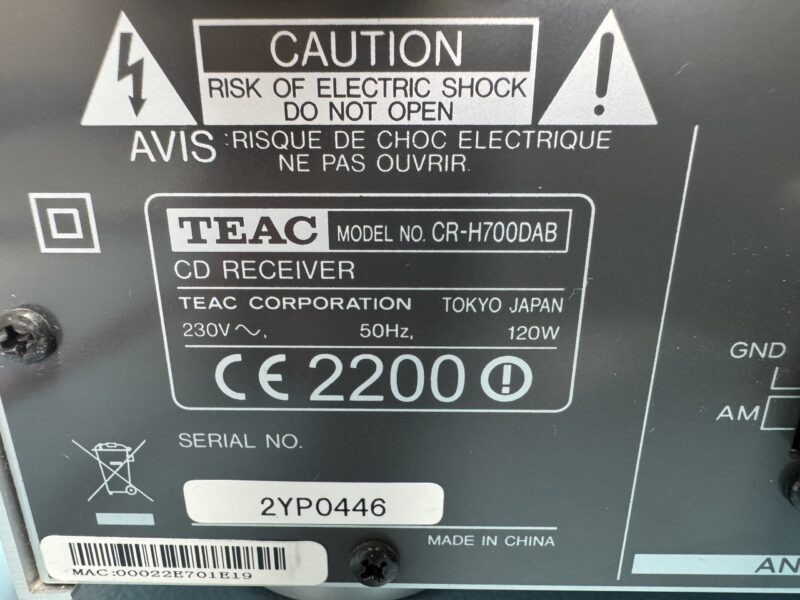 CAUTION
RISK OF ELECTRIC SHOCK
DO NOT OPEN
AVIS :RISQUE DE CHOC ELECTRIQUE
NE PAS OUVRIR.
TEAC MODEL NO. CR-H700DAB
CD RECEIVER
TEAC CORPORATION TOKYO JAPAN
230V ∼, 50Hz, 120W
CE 2200
GND
AM
SERIAL NO.
2YP0446
MADE IN CHINA
MAC:00022E701E19
AN